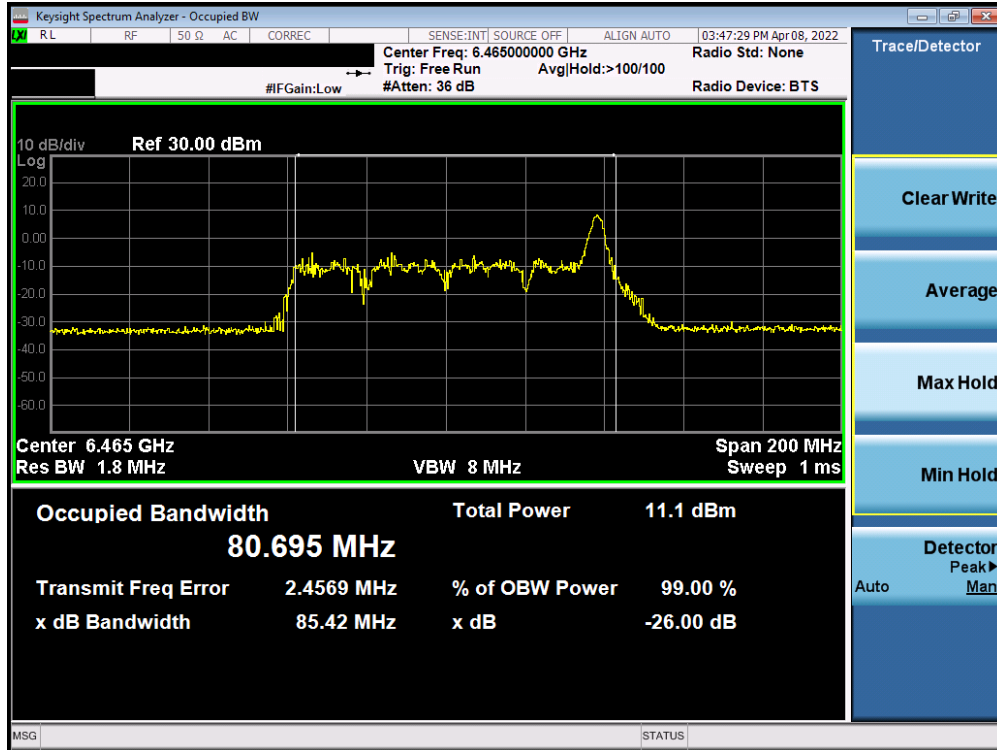 Keysight Spectrum Analyzer - Occupied BW
LXI RL RF 50 Ω AC CORREC SENSE:INT SOURCE OFF ALIGN AUTO 03:47:29 PM Apr 08, 2022
Center Freq: 6.465000000 GHz Radio Std: None
Trig: Free Run Avg|Hold:>100/100
#IFGain:Low #Atten: 36 dB Radio Device: BTS
10 dB/div Ref 30.00 dBm
Log
20.0
10.0
0.00
-10.0
-20.0
-30.0
-40.0
-50.0
-60.0
Center 6.465 GHz Span 200 MHz
Res BW 1.8 MHz VBW 8 MHz Sweep 1 ms
Occupied Bandwidth Total Power 11.1 dBm
80.695 MHz
Transmit Freq Error 2.4569 MHz % of OBW Power 99.00 %
x dB Bandwidth 85.42 MHz x dB -26.00 dB
MSG STATUS
Trace/Detector
Clear Write
Average
Max Hold
Min Hold
Detector
Peak▶
Auto Man